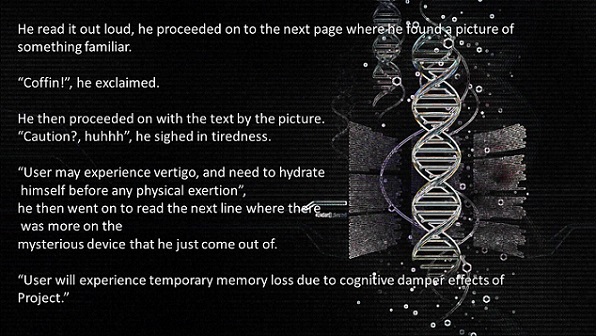 He read it out loud, he proceeded on to the next page where he found a picture of
something familiar.
“Coffin!”, he exclaimed.
He then proceeded on with the text by the picture.
“Caution?, huhhh”, he sighed in tiredness.
“User may experience vertigo, and need to hydrate
himself before any physical exertion”,
he then went on to read the next line where there
was more on the
mysterious device that he just come out of.
“User will experience temporary memory loss due to cognitive damper effects of
Project.”